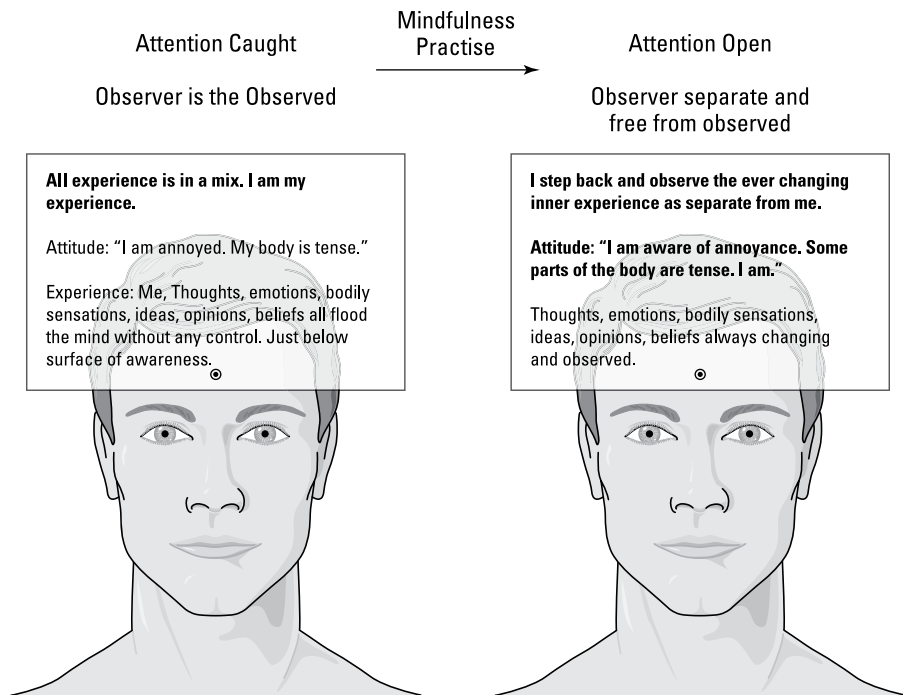 Attention Caught
Mindfulness
Practise
Attention Open
Observer is the Observed
Observer separate and
free from observed
All experience is in a mix. I am my
experience.
Attitude: “I am annoyed. My body is tense.”
Experience: Me, Thoughts, emotions, bodily
sensations, ideas, opinions, beliefs all flood
the mind without any control. Just below
surface of awareness.
I step back and observe the ever changing
inner experience as separate from me.
Attitude: “I am aware of annoyance. Some
parts of the body are tense. I am.”
Thoughts, emotions, bodily sensations,
ideas, opinions, beliefs always changing
and observed.